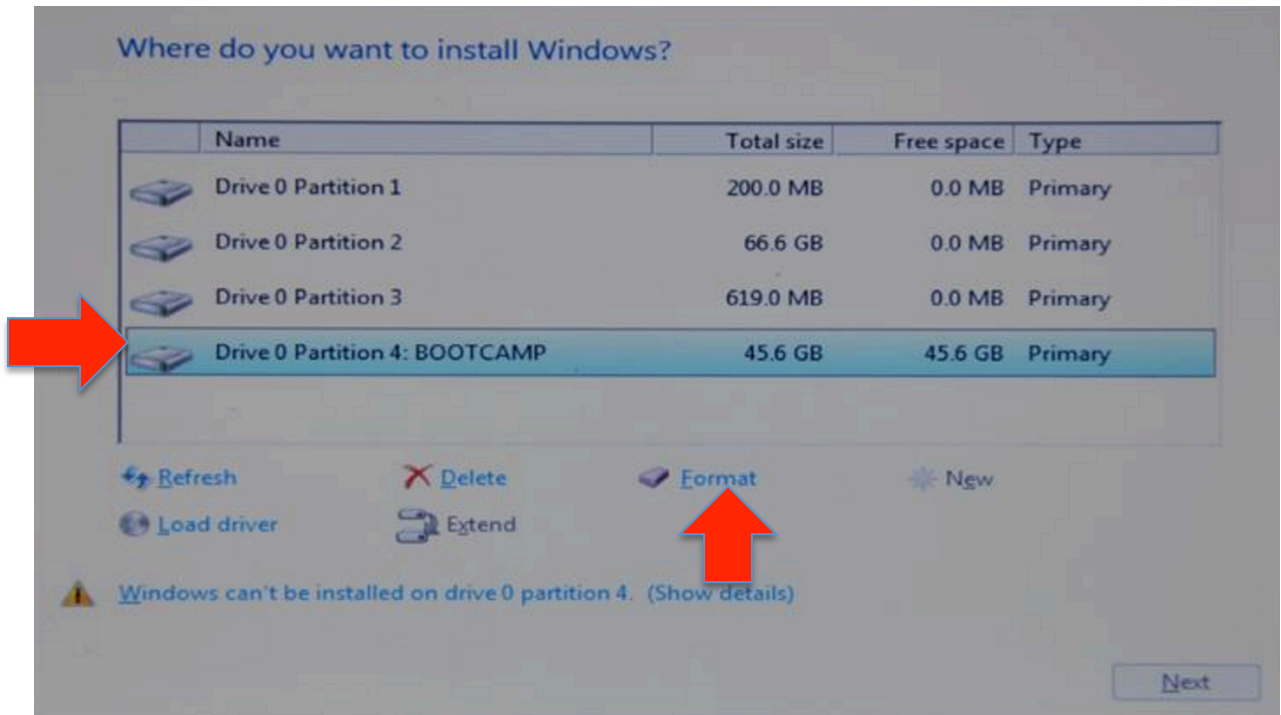 Where do you want to install Windows?
Name Total size Free space Type
Drive 0 Partition 1 200.0 MB 0.0 MB Primary
Drive 0 Partition 2 66.6 GB 0.0 MB Primary
Drive 0 Partition 3 619.0 MB 0.0 MB Primary
Drive 0 Partition 4: BOOTCAMP 45.6 GB 45.6 GB Primary
Refresh Delete Format New
Load driver Extend
Windows can't be installed on drive 0 partition 4. (Show details)
Next